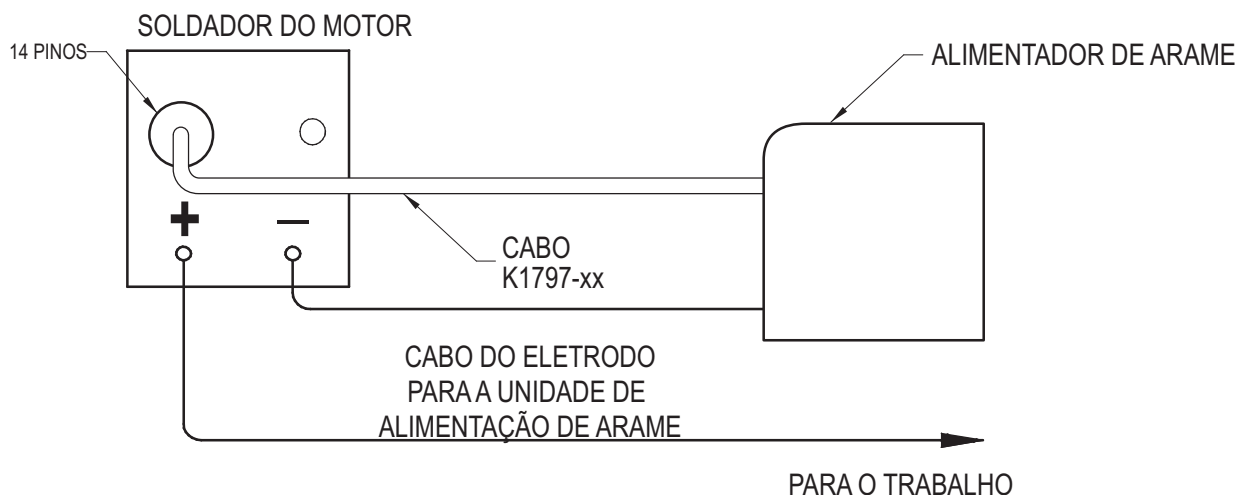 SOLDADOR DO MOTOR
14 PINOS
ALIMENTADOR DE ARAME
+
−
CABO
K1797-xx
CABO DO ELETRODO
PARA A UNIDADE DE
ALIMENTAÇÃO DE ARAME
PARA O TRABALHO